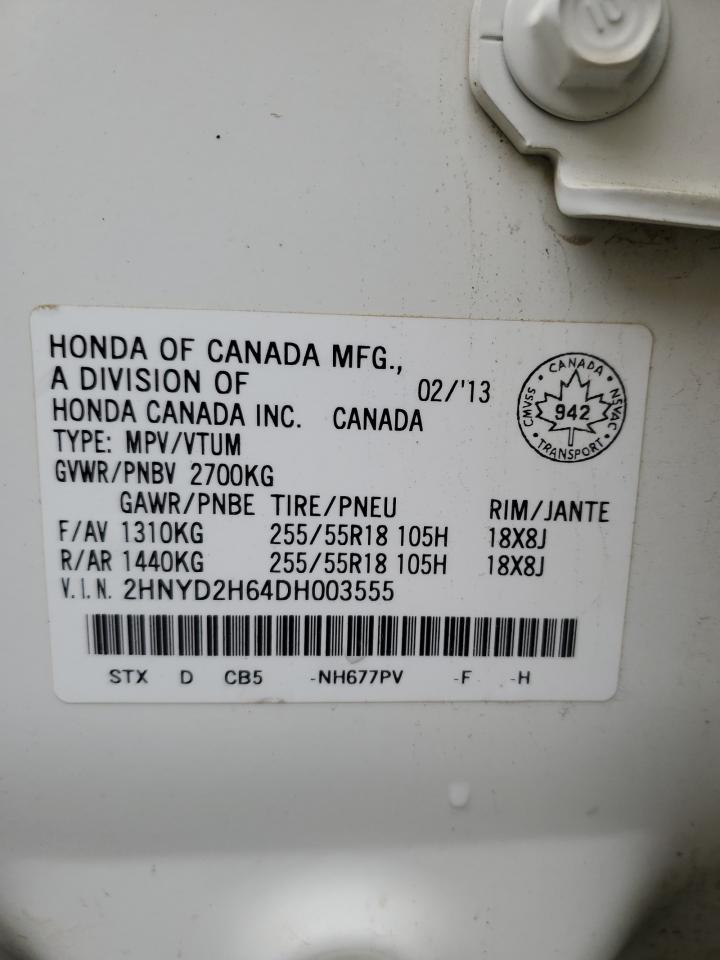 10
HONDA OF CANADA MFG.,
A DIVISION OF 02/'13
HONDA CANADA INC. CANADA
CANADA
CMVSS 942 NSVAC
TRANSPORT
TYPE: MPV/VTUM
GVWR/PNBV 2700KG
GAWR/PNBE TIRE/PNEU RIM/JANTE
F/AV 1310KG 255/55R18 105H 18X8J
R/AR 1440KG 255/55R18 105H 18X8J
V.I.N. 2HNYD2H64DH003555
STX D CB5 -NH677PV -F -H